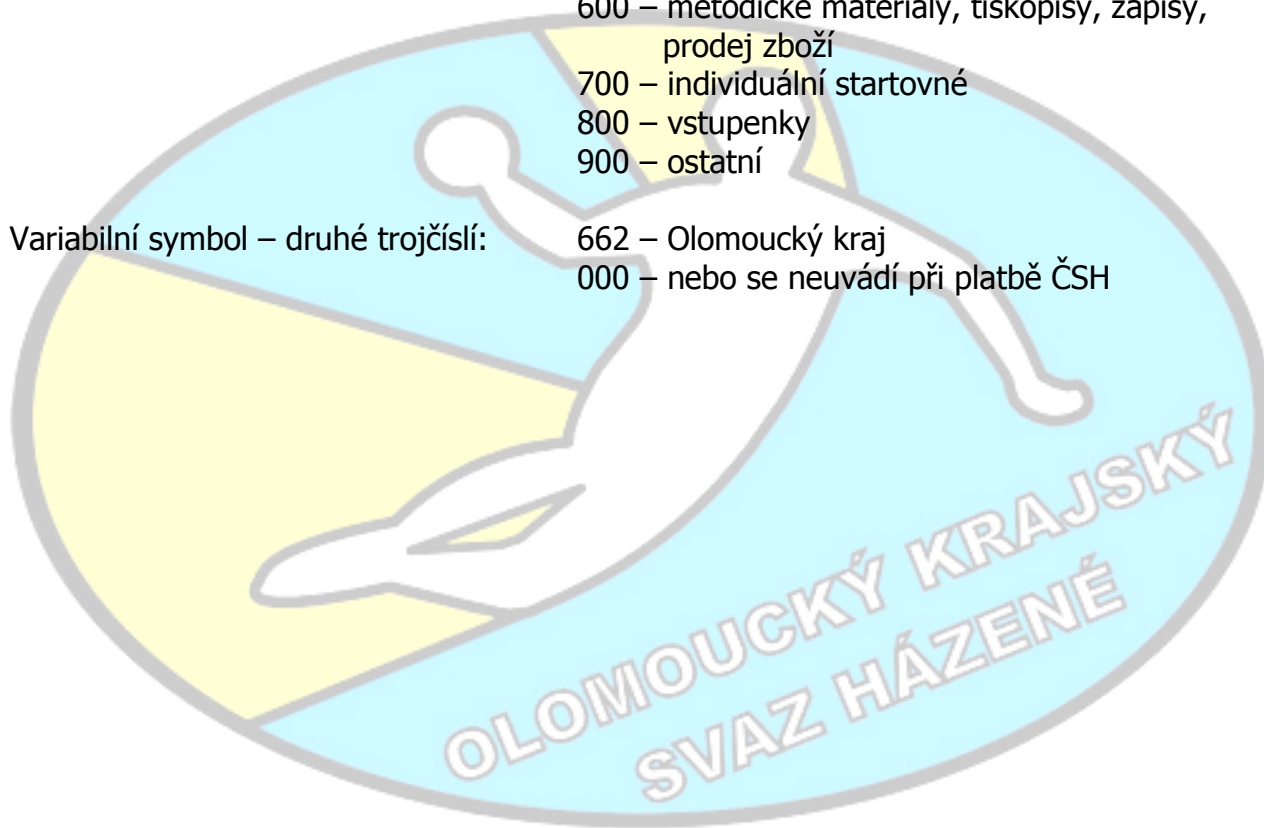 600 – metodické materiály, tiskopisy, zápisy,
prodej zboží
700 – individuální startovné
800 – vstupenky
900 – ostatní
Variabilní symbol – druhé trojčíslí: 662 – Olomoucký kraj
000 – nebo se neuvádí při platbě ČSH
OLOMOUCKÝ KRAJSKÝ
SVAZ HÁZENÉ